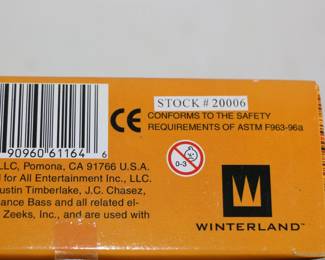 STOCK # 20006
CE CONFORMS TO THE SAFETY
REQUIREMENTS OF ASTM F963-96a
90960 61164 6
0-3
LLC, Pomona, CA 91766 U.S.A.
for All Entertainment Inc., LLC
ustin Timberlake, J.C. Chasez,
ance Bass and all related el-
Zeeks, Inc., and are used with
WINTERLAND